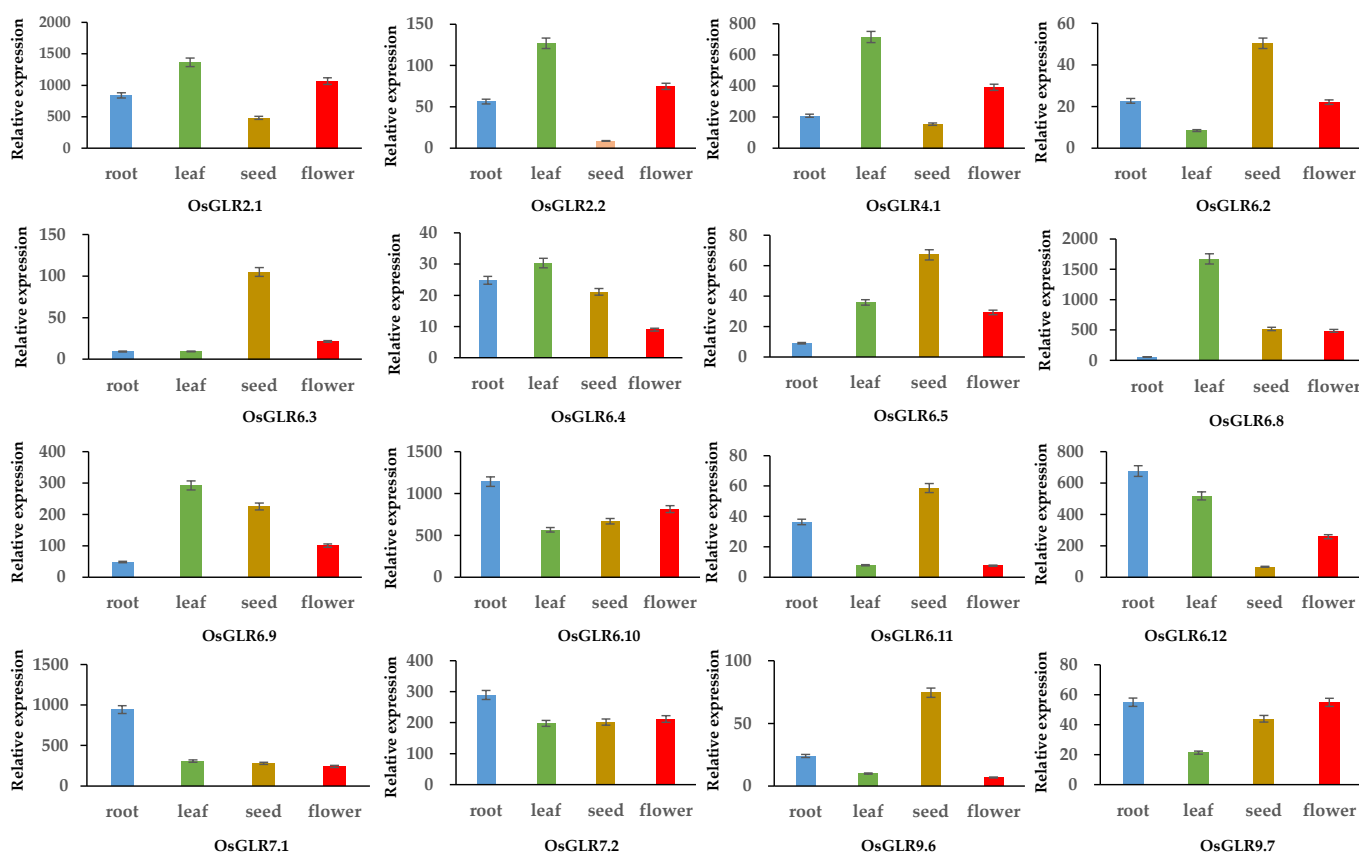 Relative expression
1500
2000
1000
500
0
root leaf seed flower
OsGLR2.1
Relative expression
150
100
50
0
root leaf seed flower
OsGLR2.2
Relative expression
800
600
400
200
0
root leaf seed flower
OsGLR4.1
Relative expression
60
40
20
0
root leaf seed flower
OsGLR6.2
Relative expression
150
100
50
0
root leaf seed flower
OsGLR6.3
Relative expression
40
30
20
10
0
root leaf seed flower
OsGLR6.4
Relative expression
80
60
40
20
0
root leaf seed flower
OsGLR6.5
Relative expression
2000
1500
1000
500
0
root leaf seed flower
OsGLR6.8
Relative expression
400
300
200
100
0
root leaf seed flower
OsGLR6.9
Relative expression
1500
1000
500
0
root leaf seed flower
OsGLR6.10
Relative expression
80
60
40
20
0
root leaf seed flower
OsGLR6.11
Relative expression
800
600
400
200
0
root leaf seed flower
OsGLR6.12
Relative expression
1500
1000
500
0
root leaf seed flower
OsGLR7.1
Relative expression
400
300
200
100
0
root leaf seed flower
OsGLR7.2
Relative expression
100
50
0
root leaf seed flower
OsGLR9.6
Relative expression
80
60
40
20
0
root leaf seed flower
OsGLR9.7